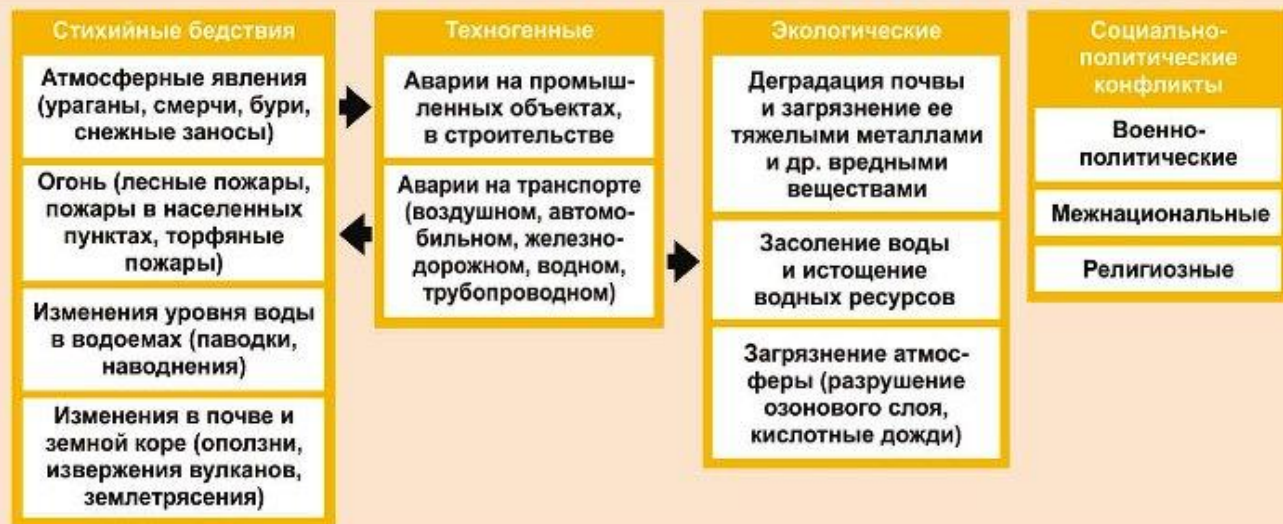 Стихийные бедствия
Атмосферные явления
(ураганы, смерчи, бури,
снежные заносы)
Огонь (лесные пожары,
пожары в населенных
пунктах, торфяные
пожары)
Изменения уровня воды
в водоемах (паводки,
наводнения)
Изменения в почве и
земной коре (оползни,
извержения вулканов,
землетрясения)
Техногенные
Аварии на промыш-
ленных объектах,
в строительстве
Аварии на транспорте
(воздушном, автомо-
бильном, железно-
дорожном, водном,
трубопроводном)
Экологические
Деградация почвы
и загрязнение ее
тяжелыми металлами
и др. вредными
веществами
Засоление воды
и истощение
водных ресурсов
Загрязнение атмос-
феры (разрушение
озонового слоя,
кислотные дожди)
Социально-
политические
конфликты
Военно-
политические
Межнациональные
Религиозные